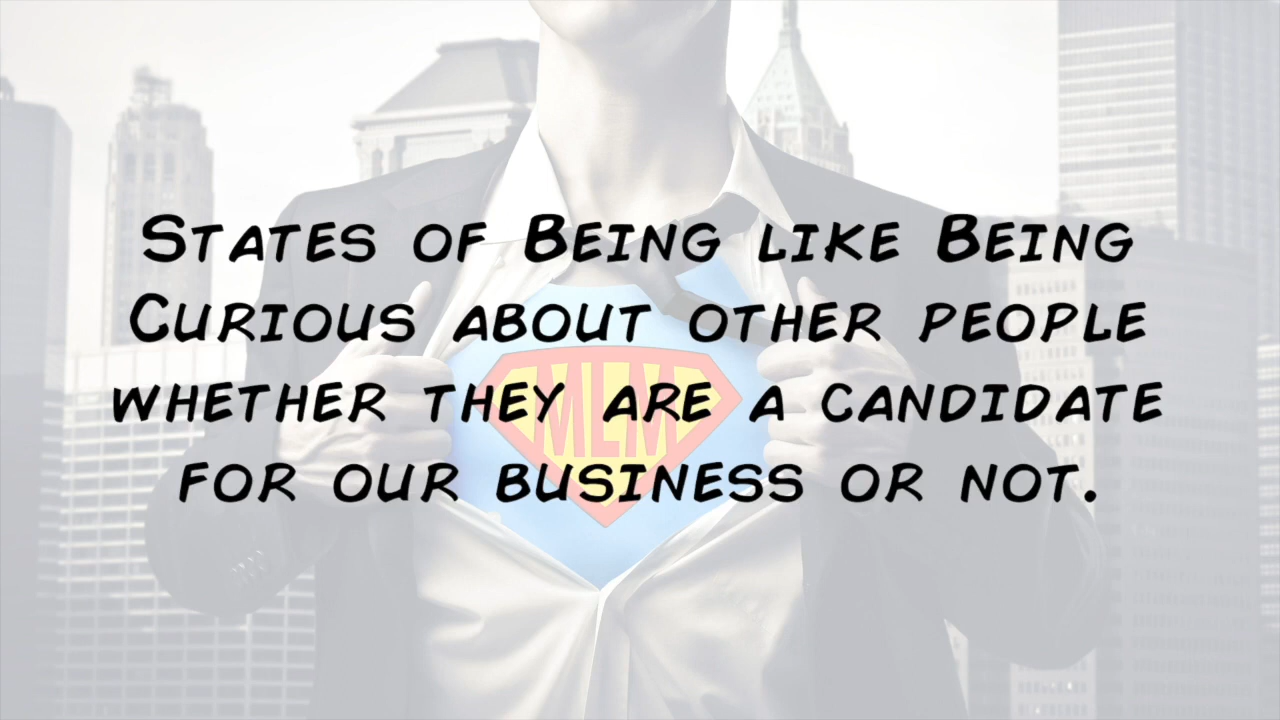 States of Being like Being
Curious about other people
whether they are a candidate
for our business or not.
MLM